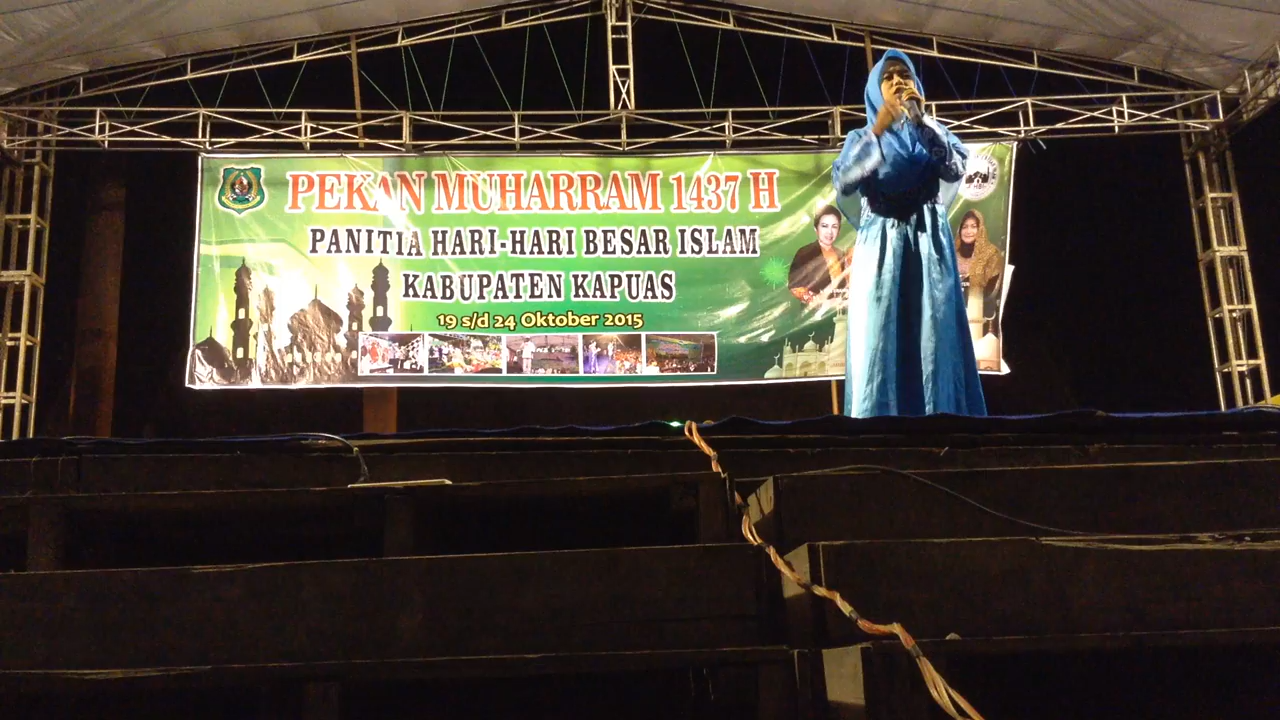 PEKAN MUHARRAM 1437 H
PANITIA HARI-HARI BESAR ISLAM
KABUPATEN KAPUAS
19 s/d 24 Oktober 2015